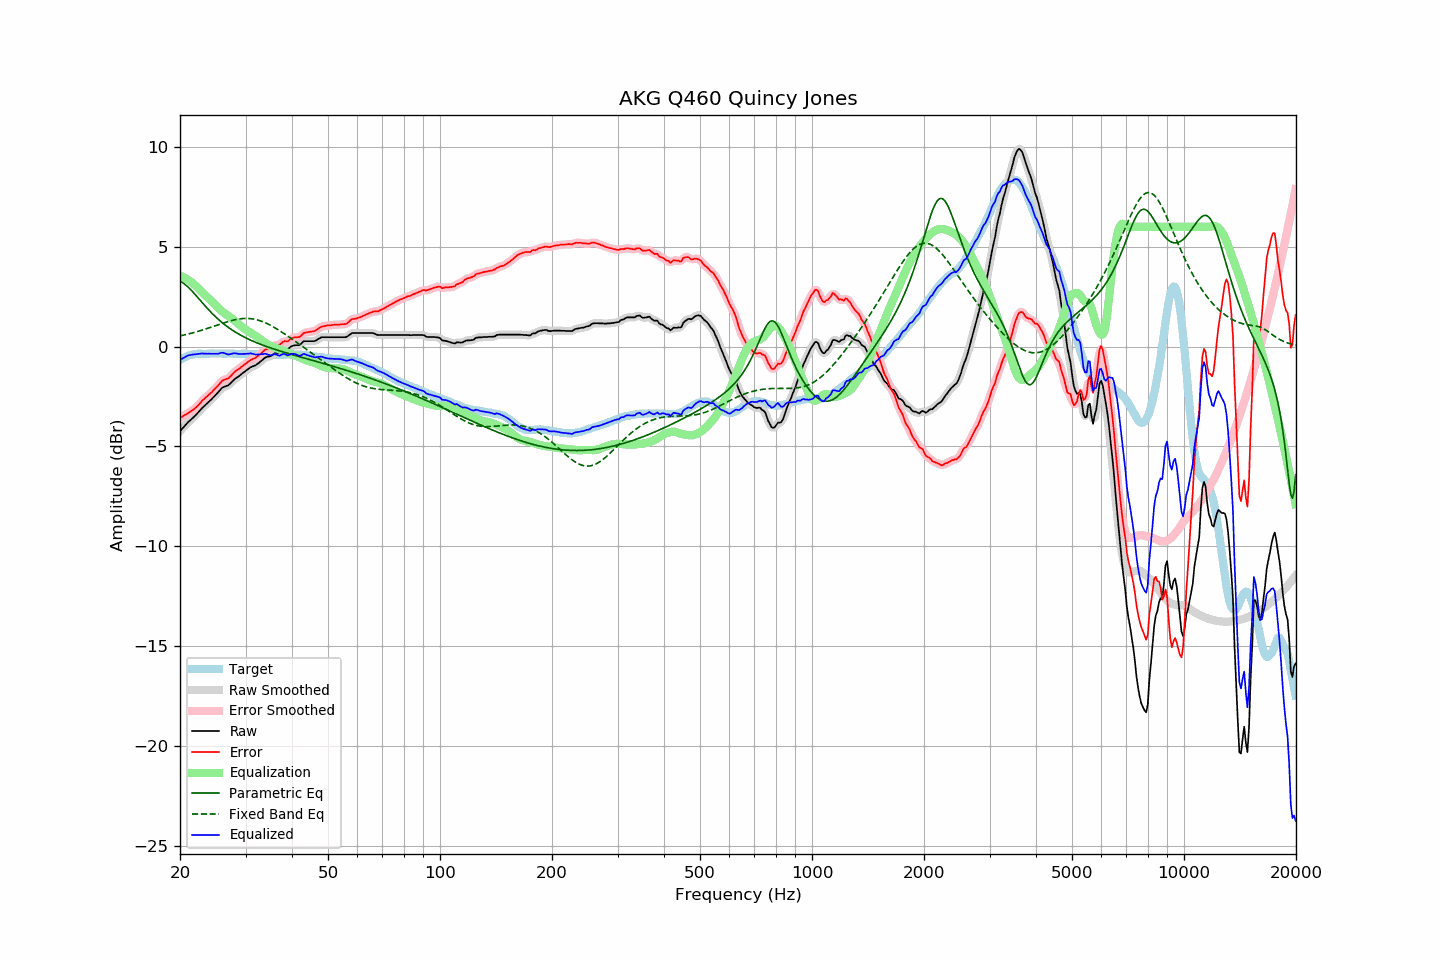 AKG Q460 Quincy Jones
Amplitude (dBr)
10
5
0
−5
−10
−15
−20
−25
Target
Raw Smoothed
Error Smoothed
Raw
Error
Equalization
Parametric Eq
Fixed Band Eq
Equalized
20 50 100 200 500 1000 2000 5000 10000 20000
Frequency (Hz)